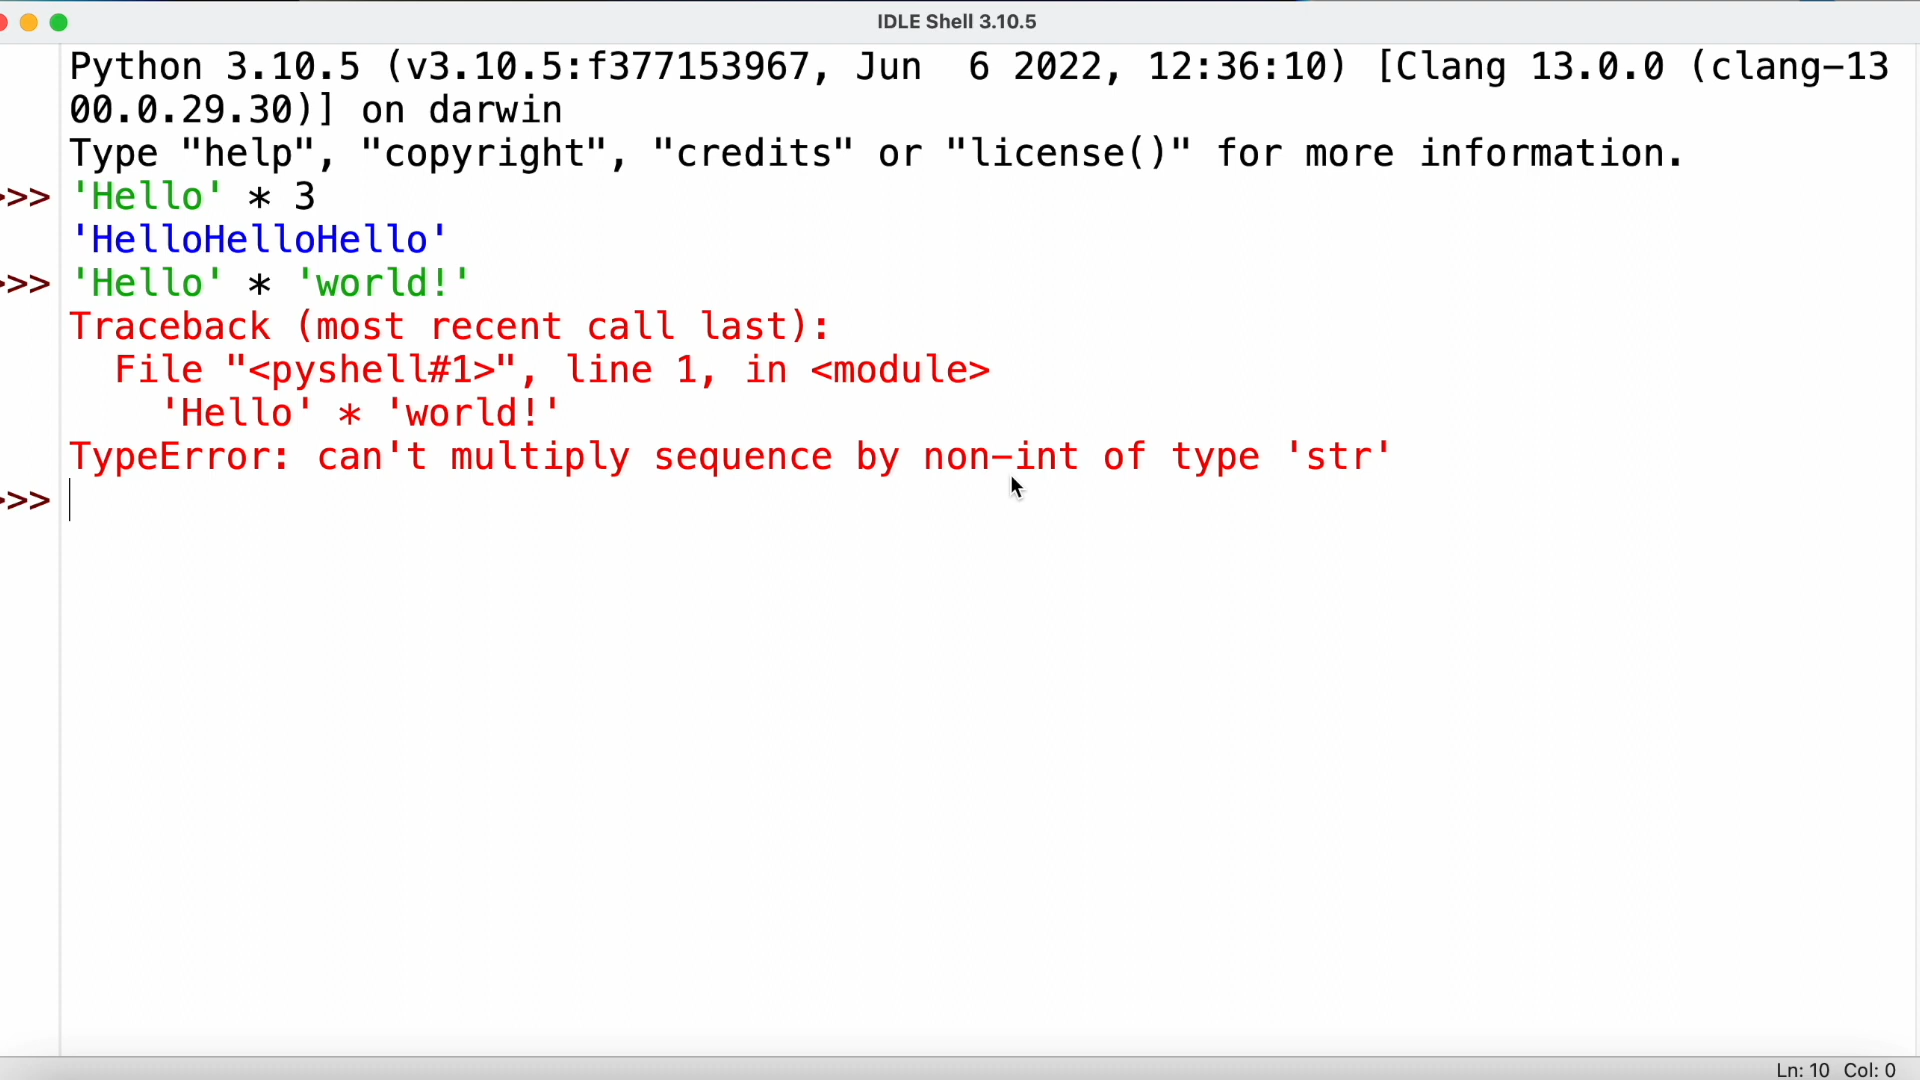 IDLE Shell 3.10.5
Python 3.10.5 (v3.10.5:f377153967, Jun  6 2022, 12:36:10) [Clang 13.0.0 (clang-13
00.0.29.30)] on darwin
Type "help", "copyright", "credits" or "license()" for more information.
>>> 'Hello' * 3
'HelloHelloHello'
>>> 'Hello' * 'world!'
Traceback (most recent call last):
  File "<pyshell#1>", line 1, in <module>
    'Hello' * 'world!'
TypeError: can't multiply sequence by non-int of type 'str'
>>>
Ln: 10 Col: 0